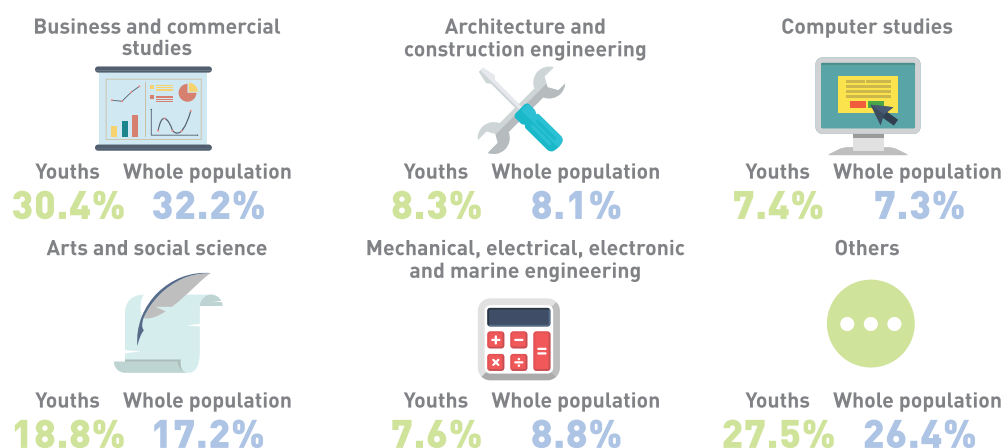 Business and commercial
studies
Youths Whole population
30.4% 32.2%
Architecture and
construction engineering
Youths Whole population
8.3% 8.1%
Computer studies
Youths Whole population
7.4% 7.3%
Arts and social science
Youths Whole population
18.8% 17.2%
Mechanical, electrical, electronic
and marine engineering
Youths Whole population
7.6% 8.8%
Others
Youths Whole population
27.5% 26.4%